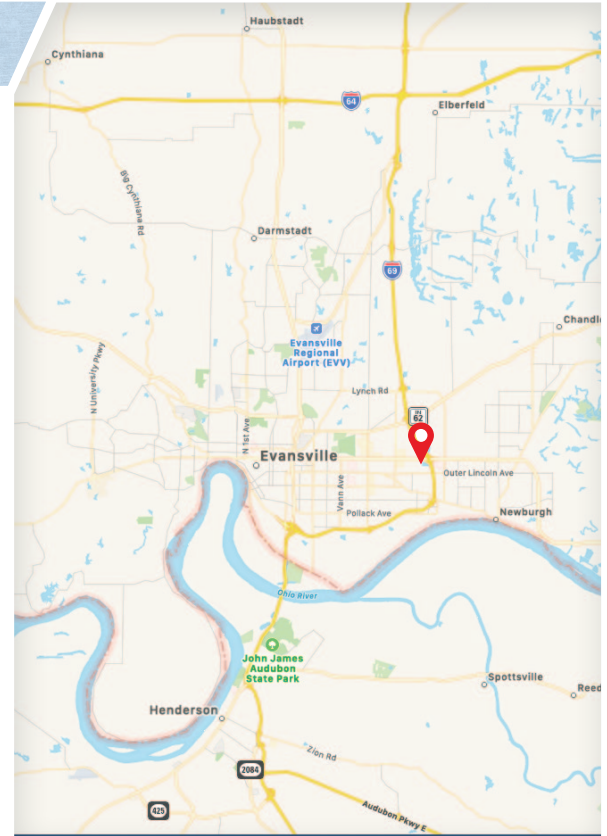 Haubstadt
Cynthiana
64
Elberfeld
Big Cynthiana Rd
Darmstadt
69
Chandl
Evansville
Regional
Airport (EVV)
N University Pkwy
Lynch Rd
IN
62
N 1st Ave
Evansville
Outer Lincoln Ave
Vann Ave
Pollack Ave
Newburgh
Ohio River
John James
Audubon
State Park
Spottsville
Reed
Henderson
Zion Rd
2084
425
Audubon Pkwy E